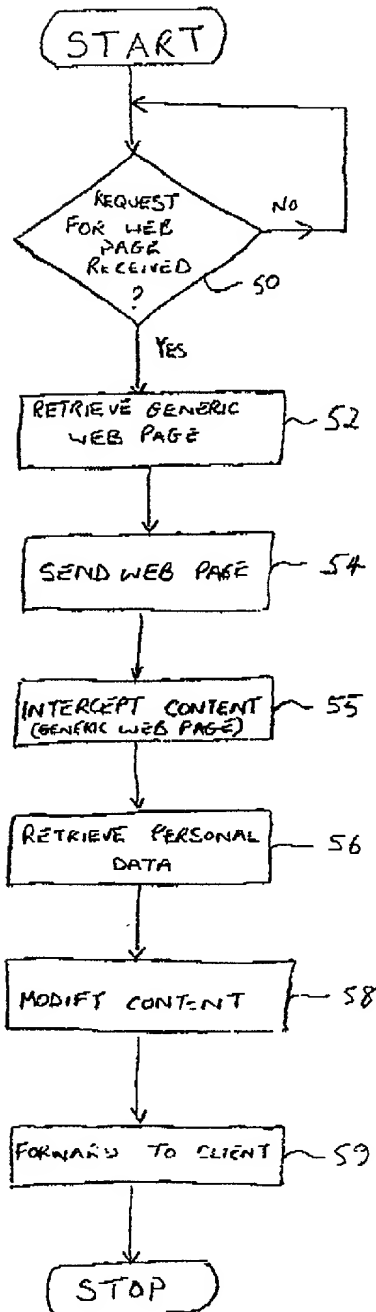 START
REQUEST
FOR WEB
PAGE
RECEIVED
?
NO
50
YES
RETRIEVE GENERIC
WEB PAGE
52
SEND WEB PAGE
54
INTERCEPT CONTENT
(GENERIC WEB PAGE)
55
RETRIEVE PERSONAL
DATA
56
MODIFY CONTENT
58
FORWARD TO CLIENT
59
STOP